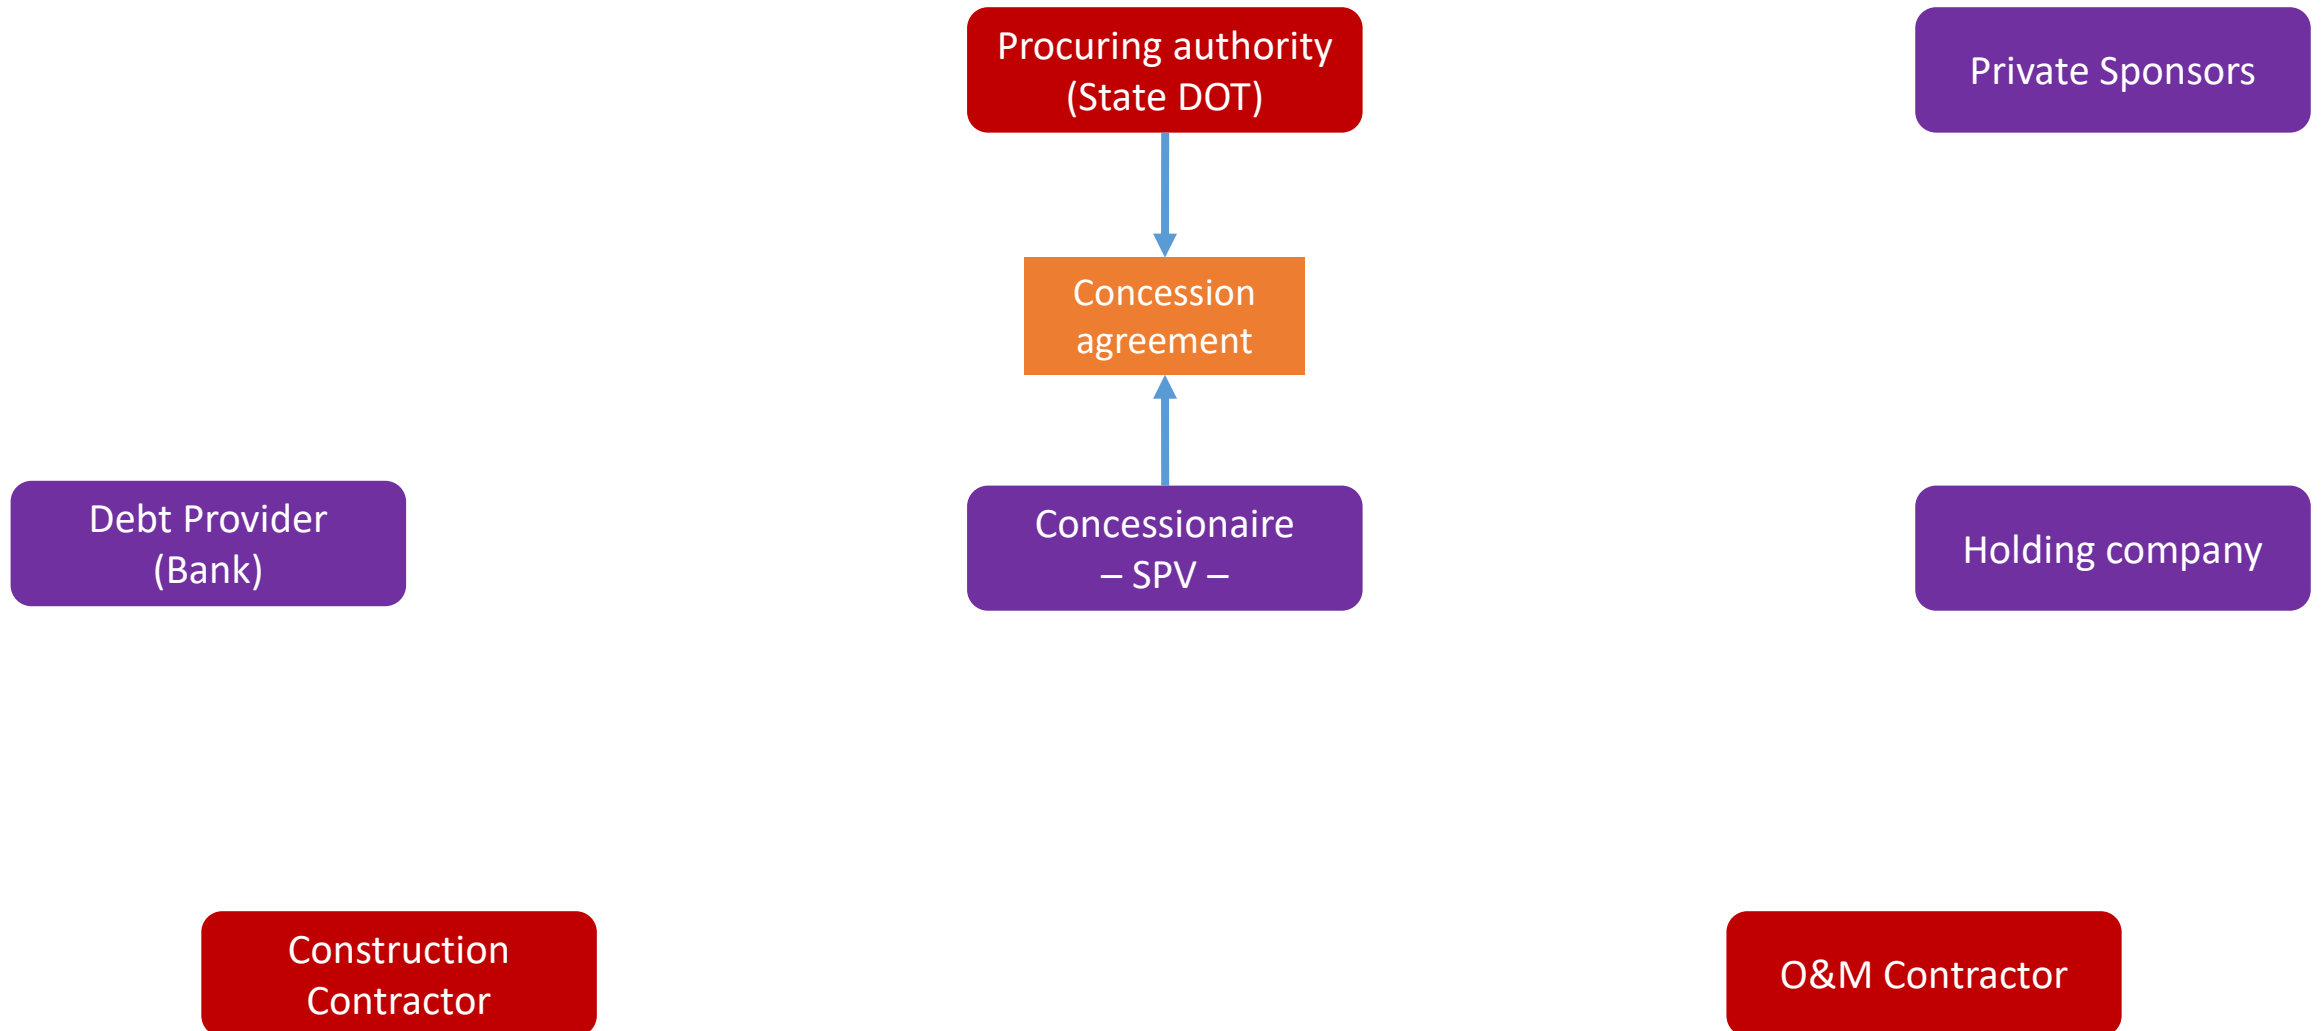 Procuring authority
(State DOT)
Private Sponsors
Concession
agreement
Debt Provider
(Bank)
Concessionaire
– SPV –
Holding company
Construction
Contractor
O&M Contractor